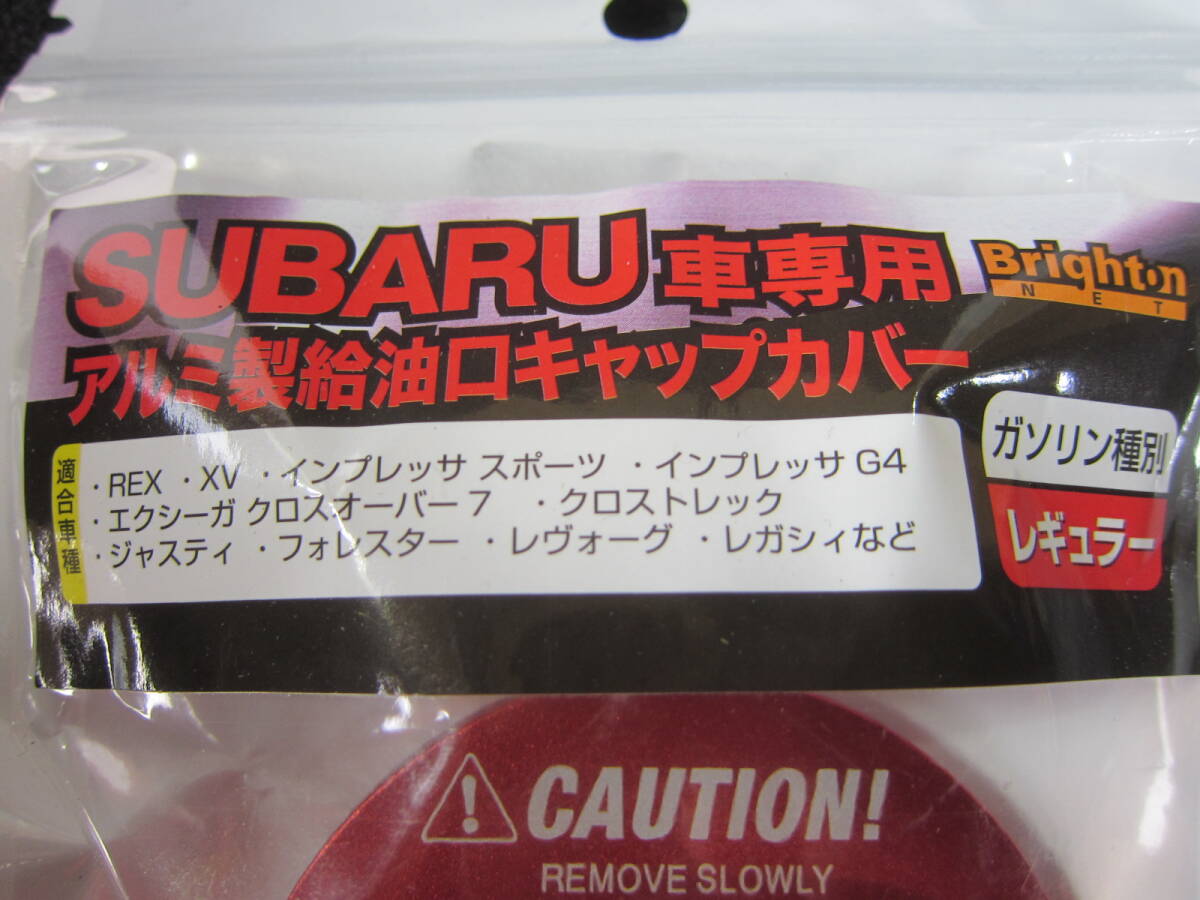 SUBARU車専用
Brighton
NET
アルミ製給油口キャップカバー
適合車種
・REX ・XV ・インプレッサ スポーツ ・インプレッサ G4
・エクシーガ クロスオーバー7 ・クロストレック
・ジャスティ ・フォレスター ・レヴォーグ ・レガシィなど
ガソリン種別
レギュラー
CAUTION!
REMOVE SLOWLY